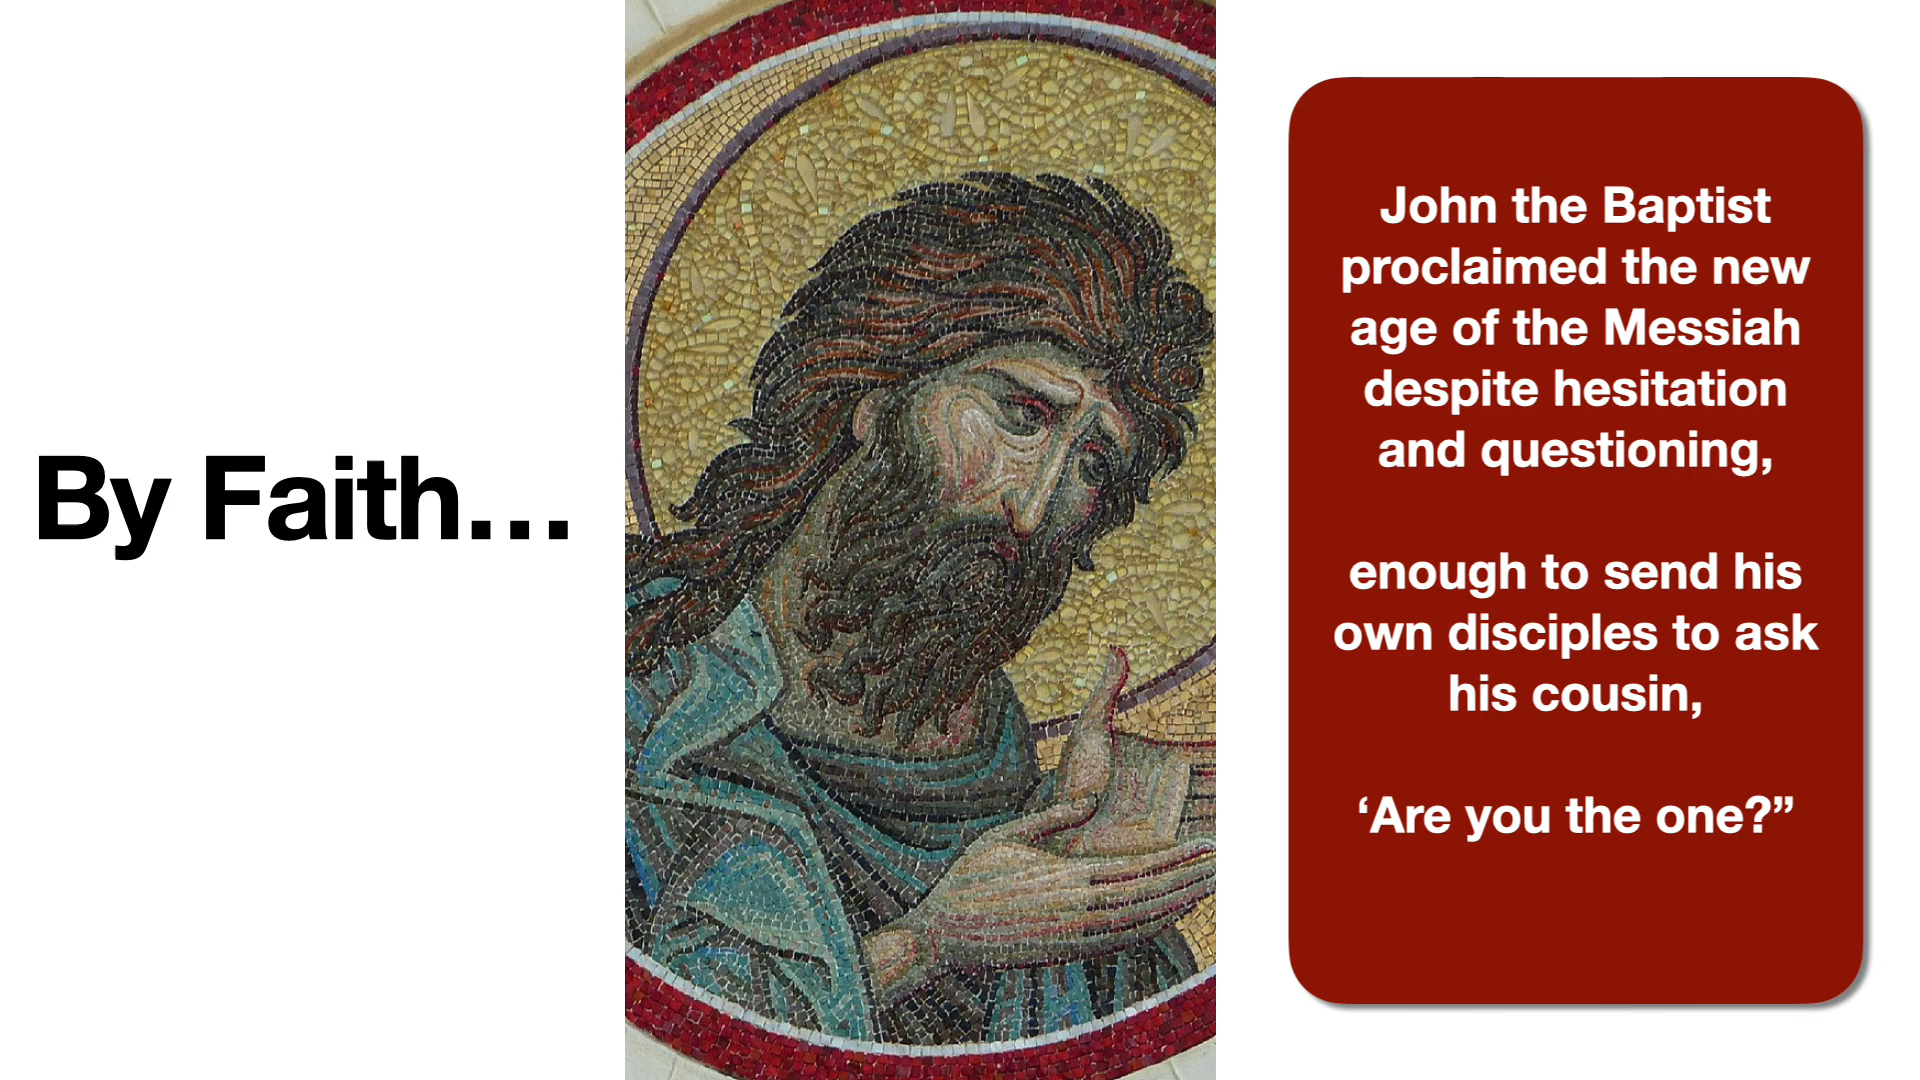 By Faith…
John the Baptist
proclaimed the new
age of the Messiah
despite hesitation
and questioning,
enough to send his
own disciples to ask
his cousin,
‘Are you the one?”